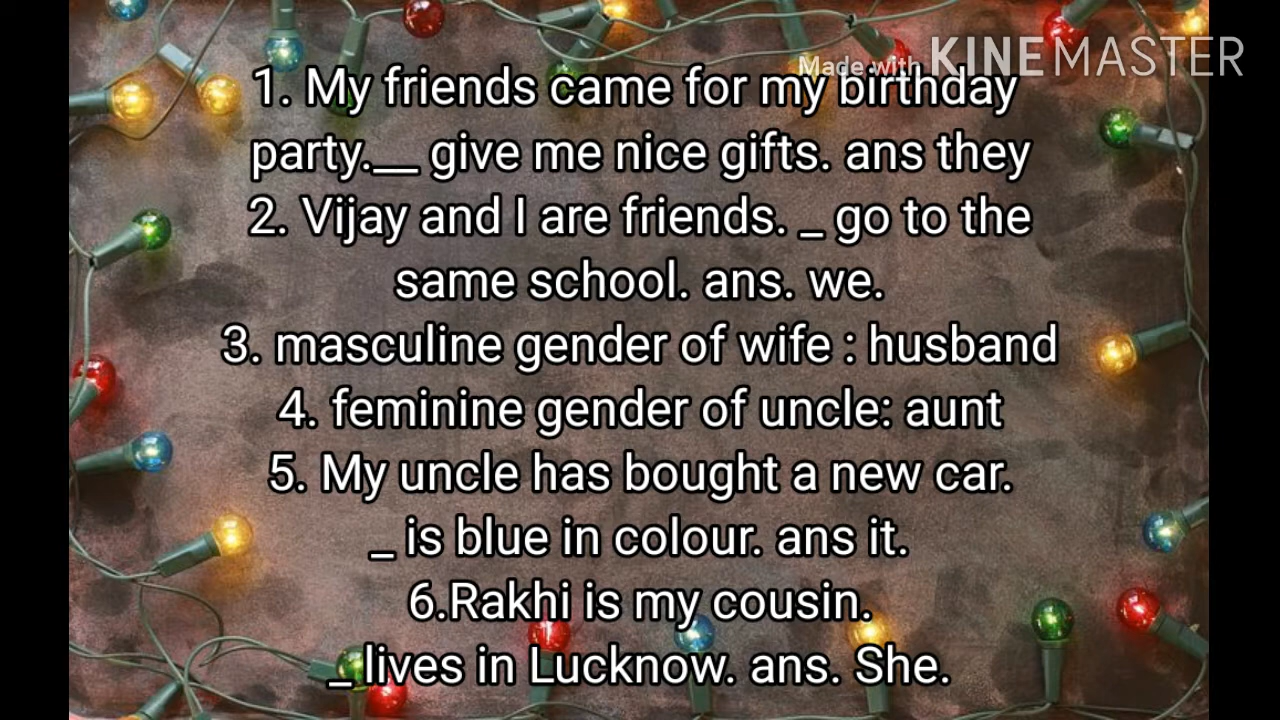 Made with KINEMASTER
1. My friends came for my birthday
party.__ give me nice gifts. ans they
2. Vijay and I are friends. _ go to the
same school. ans. we.
3. masculine gender of wife : husband
4. feminine gender of uncle: aunt
5. My uncle has bought a new car.
_ is blue in colour. ans it.
6.Rakhi is my cousin.
_ lives in Lucknow. ans. She.